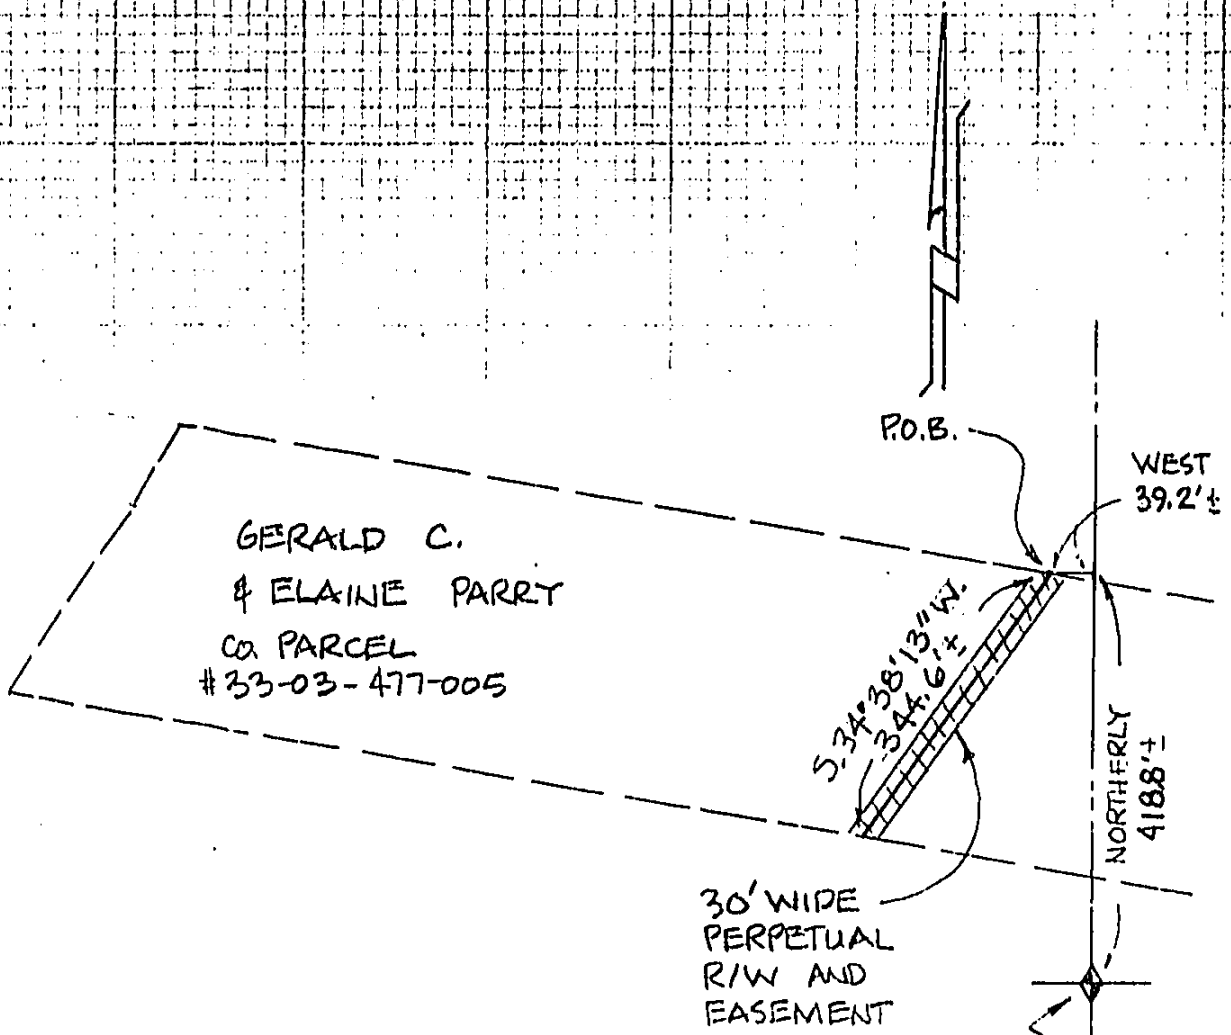 P.O.B.
WEST
39.2'±
GERALD C.
& ELAINE PARRY
CO. PARCEL
#33-03-477-005
S.34°38'13"W.
344.6'±
NORTHERLY
4188'±
30' WIDE
PERPETUAL
R/W AND
EASEMENT